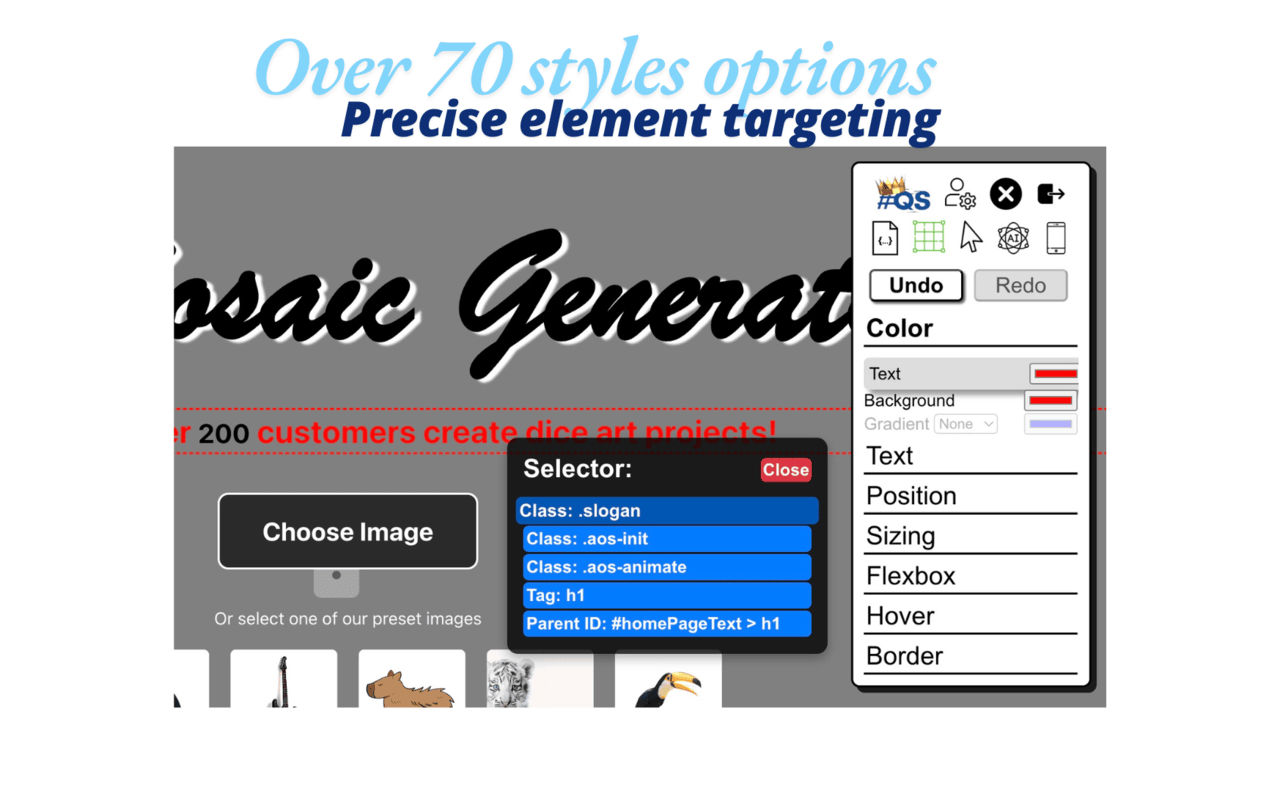 Over 70 styles options
Precise element targeting
osaic Generat
er 200 customers create dice art projects!
Choose Image
Or select one of our preset images
Selector:
Close
Class: .slogan
Class: .aos-init
Class: .aos-animate
Tag: h1
Parent ID: #homePageText > h1
#QS
{...}
AI
Undo
Redo
Color
Text
Background
Gradient None
Text
Position
Sizing
Flexbox
Hover
Border